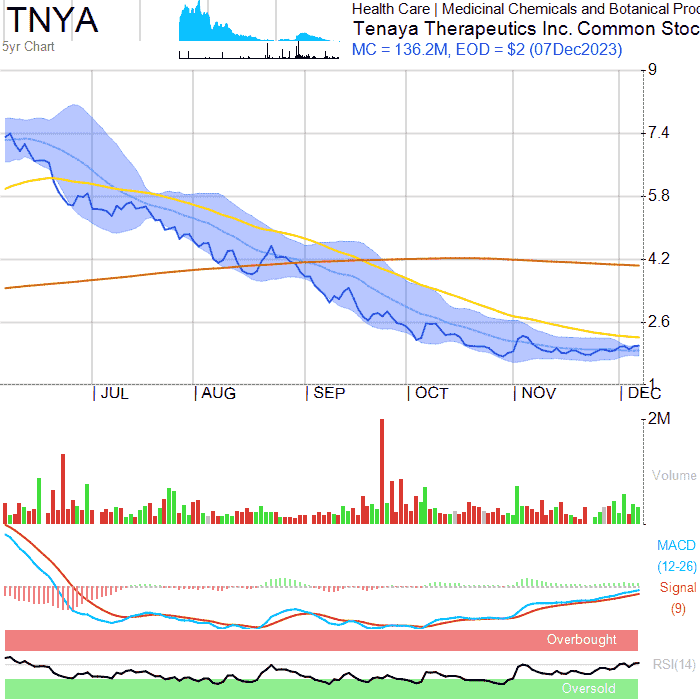 TNYA
5yr Chart
Health Care | Medicinal Chemicals and Botanical Proc
Tenaya Therapeutics Inc. Common Stoc
MC = 136.2M, EOD = $2 (07Dec2023)
9
7.4
5.8
4.2
2.6
1
JUL
AUG
SEP
OCT
NOV
DEC
2M
Volume
MACD
(12-26)
Signal
(9)
Overbought
RSI(14)
Oversold